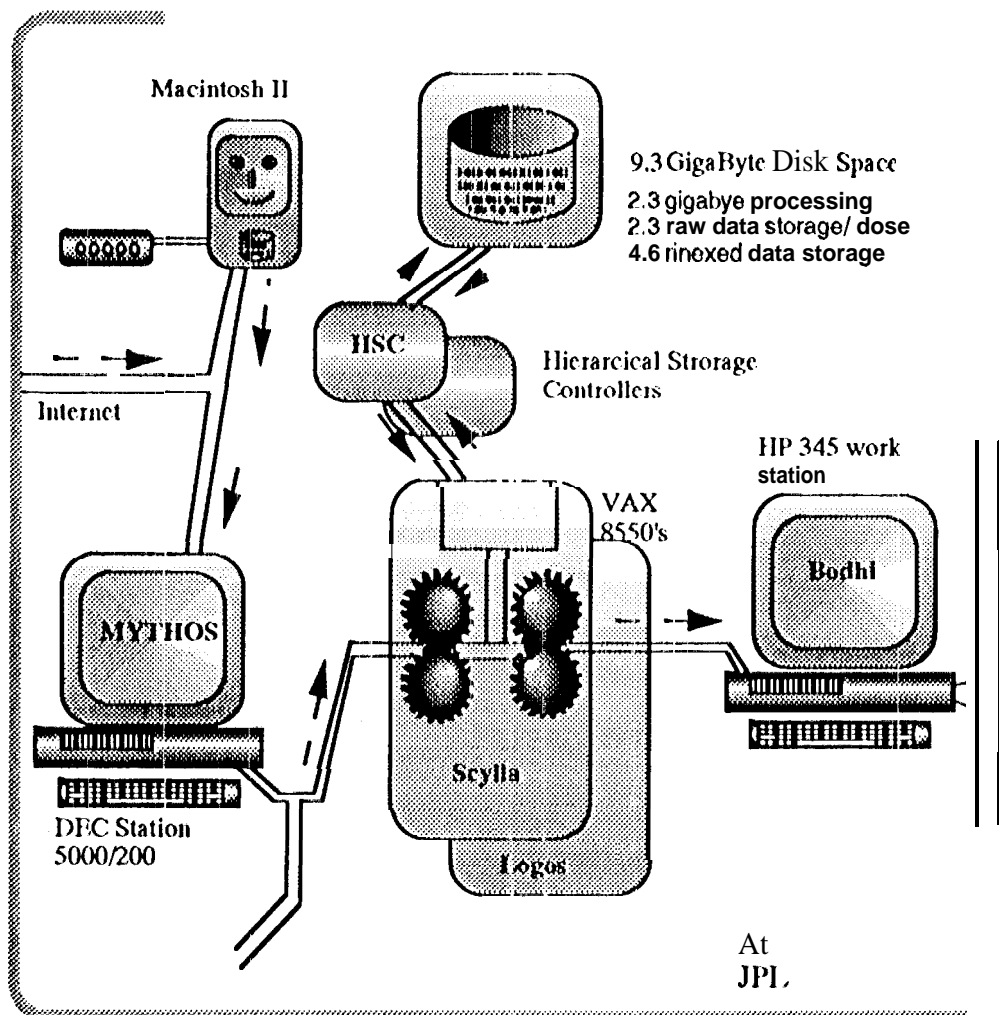 Macintosh II
9.3 GigaByte Disk Space
2.3 gigabye processing
2.3 raw data storage/ dose
4.6 rinexed data storage
HSC
Hierarcical Strorage
Controllers
Internet
HP 345 work
station
VAX
8550's
Bodhi
MYTHOS
Scylla
DEC Station
5000/200
Logos
At
JPL